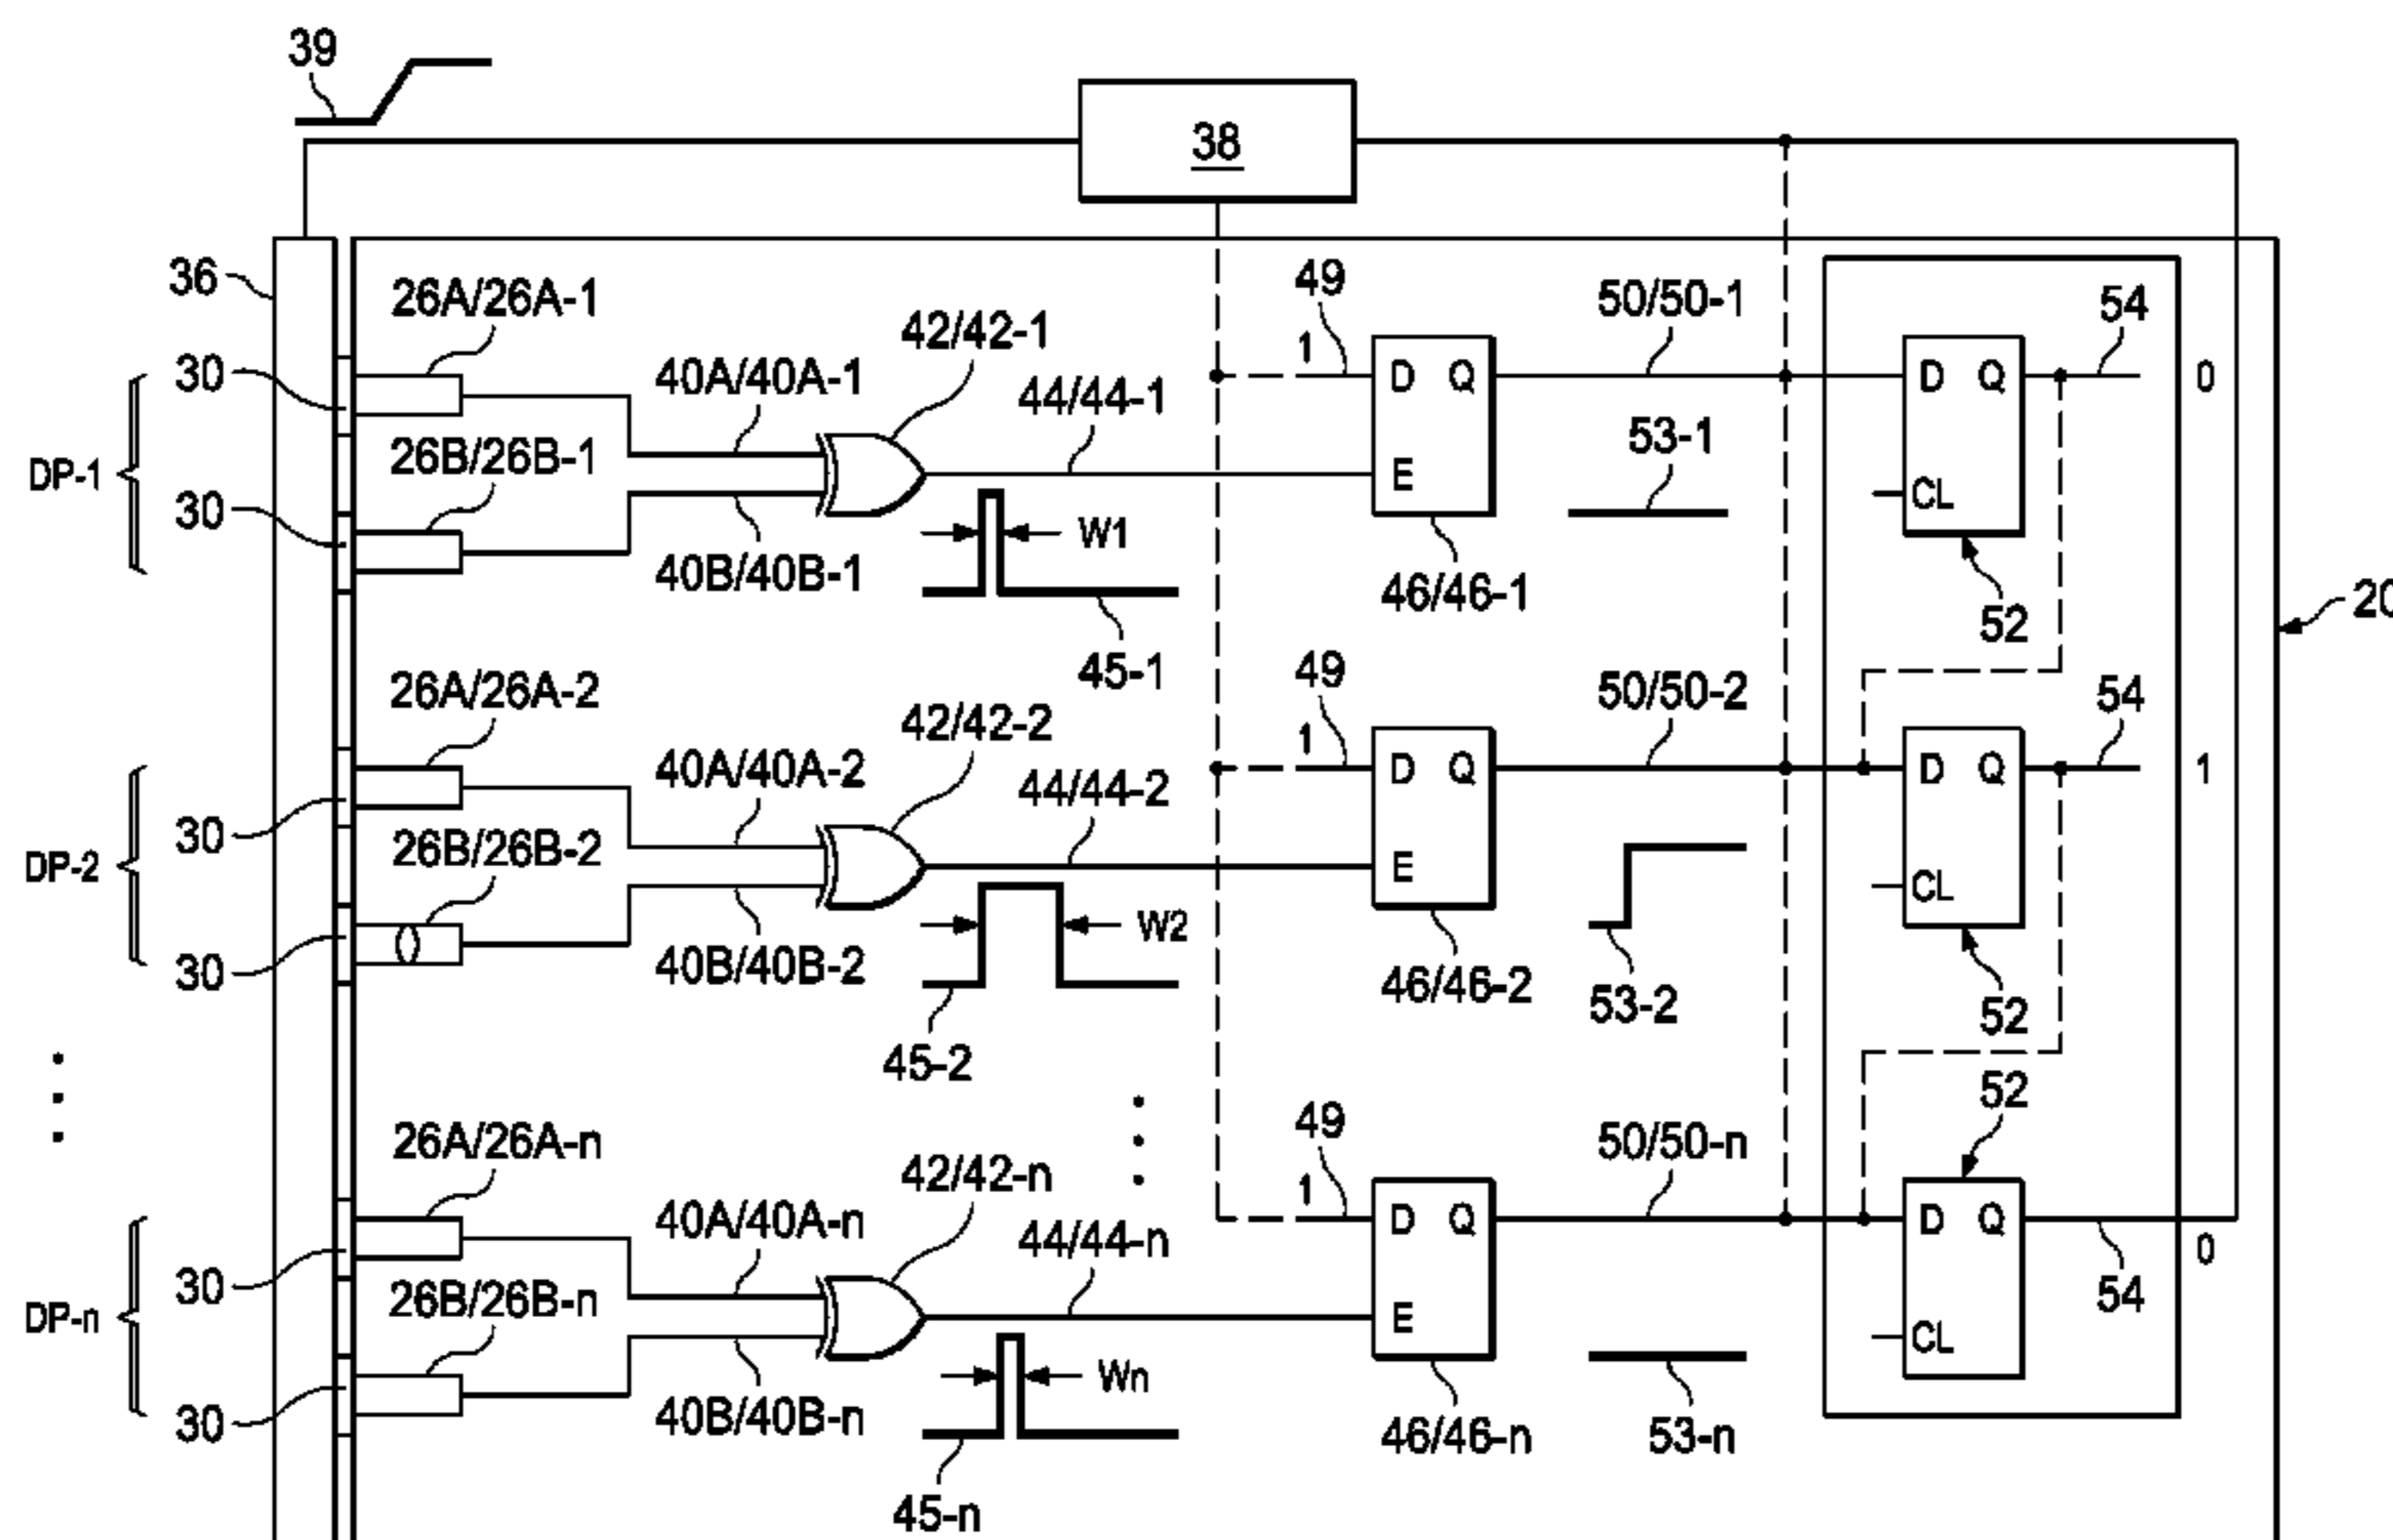 39
38
36
26A/26A-1
49
50/50-1
54
42/42-1
1
30
40A/40A-1
D Q
D Q
0
44/44-1
26B/26B-1
53-1
DP-1
E
CL
30
W1
40B/40B-1
46/46-1
52
20
45-1
26A/26A-2
49
50/50-2
54
42/42-2
1
40A/40A-2
D Q
D Q
1
44/44-2
30
26B/26B-2
DP-2
E
CL
W2
30
40B/40B-2
46/46-2
53-2
52
45-2
52
26A/26A-n
49
50/50-n
42/42-n
1
40A/40A-n
D Q
D Q
44/44-n
0
30
26B/26B-n
54
DP-n
E
CL
Wn
30
40B/40B-n
46/46-n
53-n
45-n